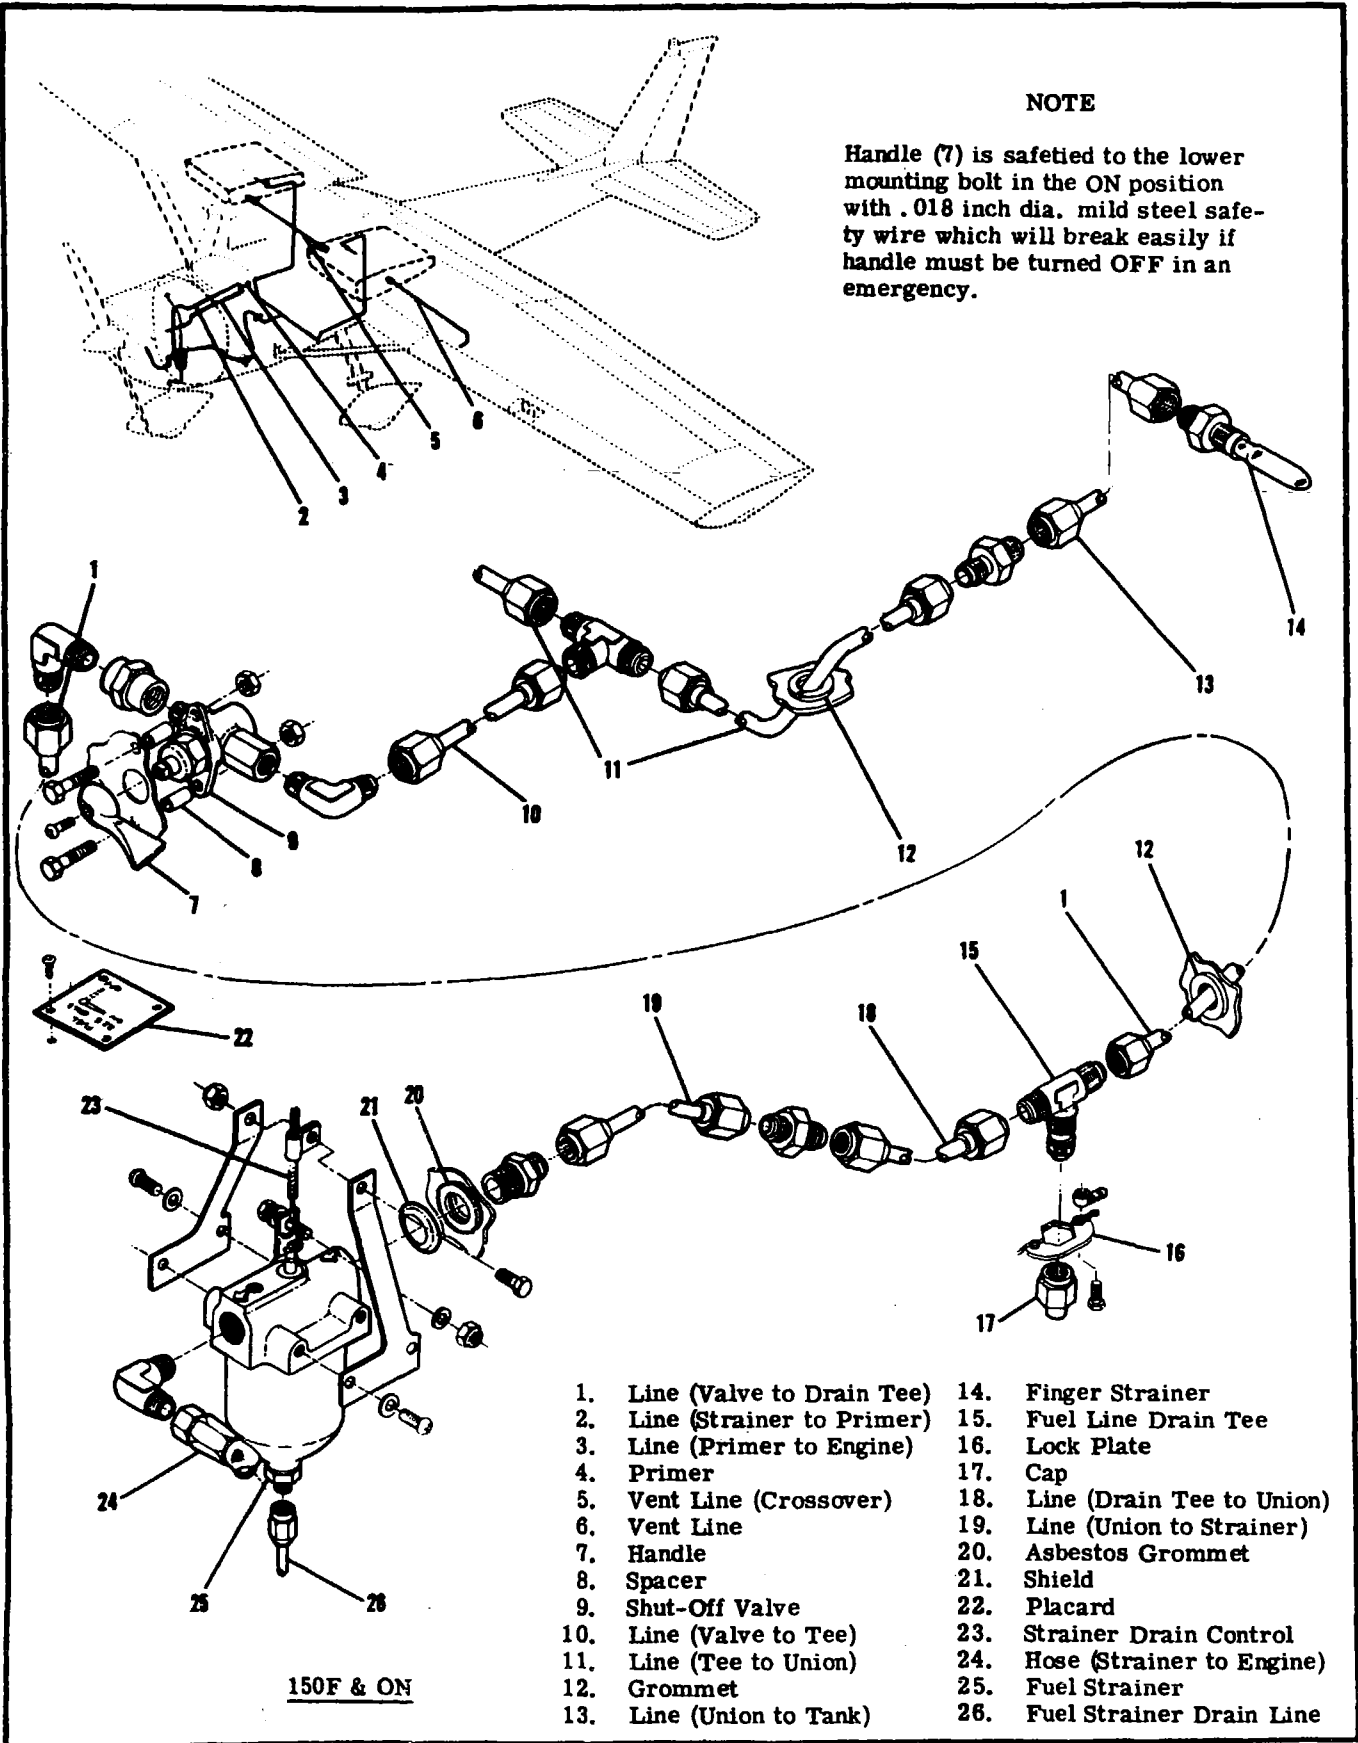 NOTE
Handle (7) is safetied to the lower
mounting bolt in the ON position
with .018 inch dia. mild steel safe-
ty wire which will break easily if
handle must be turned OFF in an
emergency.
6
5
4
3
2
1
14
13
11
10
12
9
8
7
12
1
15
19
18
22
23
21
20
16
17
24
25
26
1. Line (Valve to Drain Tee)
2. Line (Strainer to Primer)
3. Line (Primer to Engine)
4. Primer
5. Vent Line (Crossover)
6. Vent Line
7. Handle
8. Spacer
9. Shut-Off Valve
10. Line (Valve to Tee)
11. Line (Tee to Union)
12. Grommet
13. Line (Union to Tank)
14. Finger Strainer
15. Fuel Line Drain Tee
16. Lock Plate
17. Cap
18. Line (Drain Tee to Union)
19. Line (Union to Strainer)
20. Asbestos Grommet
21. Shield
22. Placard
23. Strainer Drain Control
24. Hose (Strainer to Engine)
25. Fuel Strainer
26. Fuel Strainer Drain Line
150F & ON